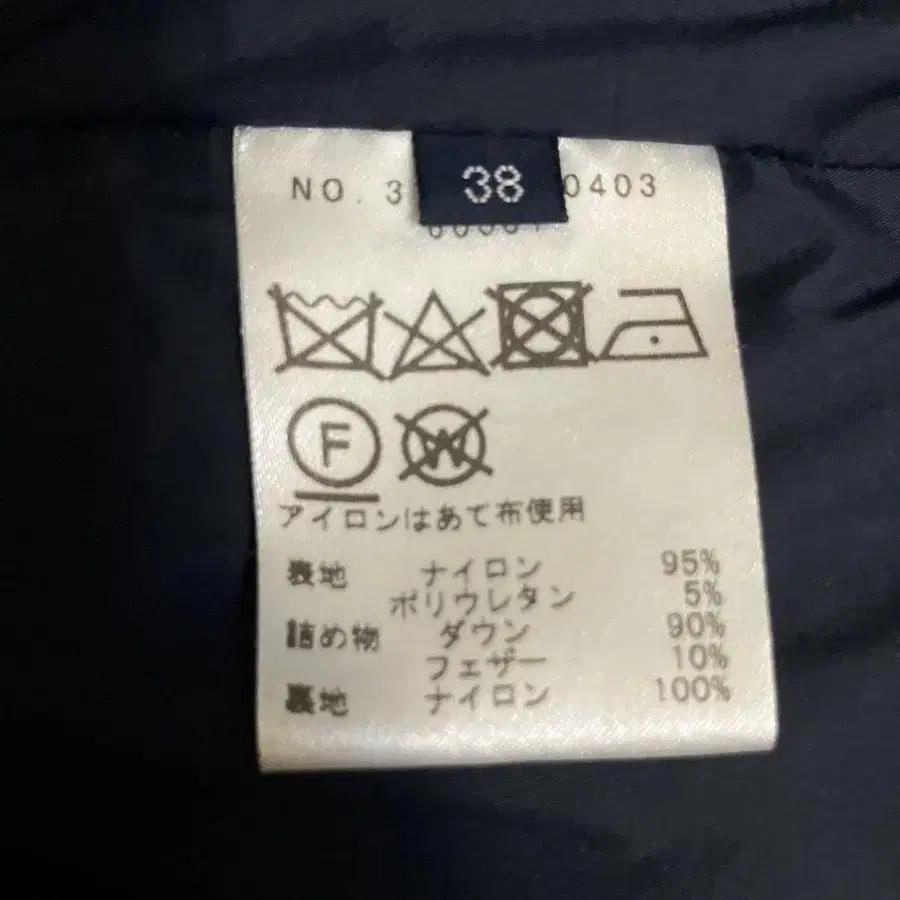 NO. 3 38 0403
F W
アイロンはあて布使用
表地 ナイロン 95%
ポリウレタン 5%
詰め物 ダウン 90%
フェザー 10%
裏地 ナイロン 100%